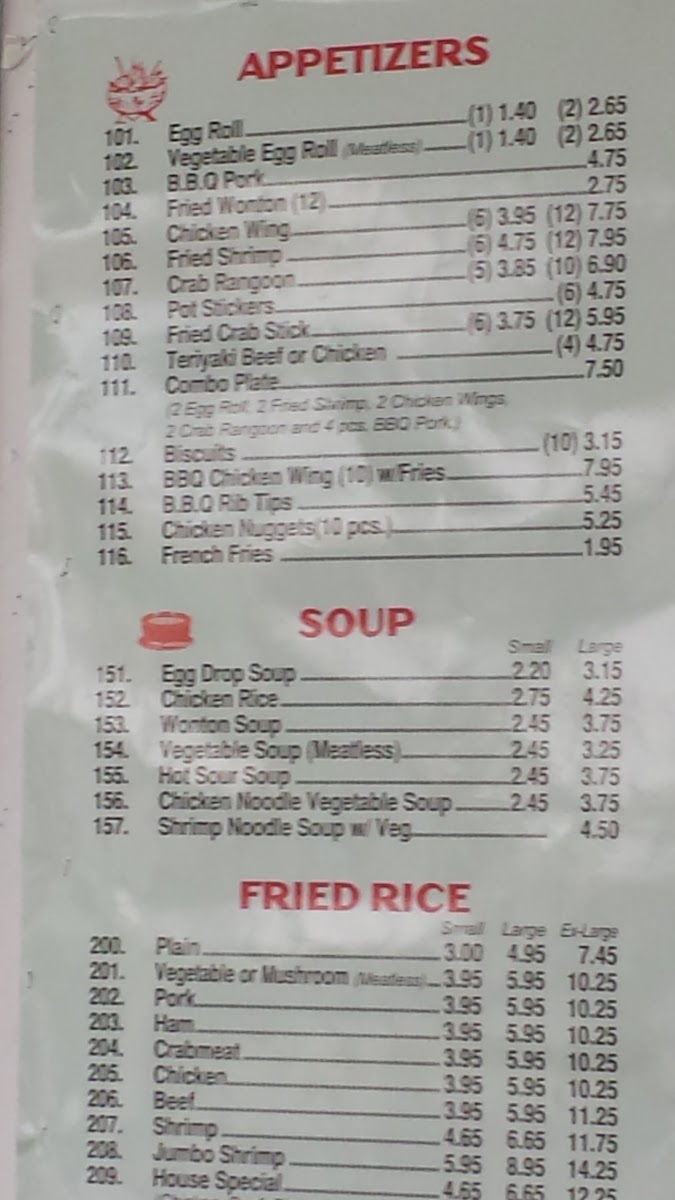 APPETIZERS
101. Egg Roll (1) 1.40 (2) 2.65
102. Vegetable Egg Roll (Meatless) (1) 1.40 (2) 2.65
103. B.B.Q Pork 4.75
104. Fried Wonton (12) 2.75
105. Chicken Wing (6) 3.95 (12) 7.75
106. Fried Shrimp (6) 4.75 (12) 7.95
107. Crab Rangoon (5) 3.85 (10) 6.90
108. Pot Stickers (6) 4.75
109. Fried Crab Stick (6) 3.75 (12) 5.95
110. Teriyaki Beef or Chicken (4) 4.75
111. Combo Plate 7.50
(2 Egg Roll, 2 Fried Shrimp, 2 Chicken Wings,
2 Crab Rangoon and 4 pcs. BBQ Pork.)
112. Biscuits (10) 3.15
113. BBQ Chicken Wing (10) w/Fries 7.95
114. B.B.Q Rib Tips 5.45
115. Chicken Nuggets(10 pcs.) 5.25
116. French Fries 1.95
SOUP
Small Large
151. Egg Drop Soup 2.20 3.15
152. Chicken Rice 2.75 4.25
153. Wonton Soup 2.45 3.75
154. Vegetable Soup (Meatless) 2.45 3.25
155. Hot Sour Soup 2.45 3.75
156. Chicken Noodle Vegetable Soup 2.45 3.75
157. Shrimp Noodle Soup w/ Veg. 4.50
FRIED RICE
Small Large Ex-Large
200. Plain 3.00 4.95 7.45
201. Vegetable or Mushroom (Meatless) 3.95 5.95 10.25
202. Pork 3.95 5.95 10.25
203. Ham 3.95 5.95 10.25
204. Crabmeat 3.95 5.95 10.25
205. Chicken 3.95 5.95 10.25
206. Beef 3.95 5.95 11.25
207. Shrimp 4.65 6.65 11.75
208. Jumbo Shrimp 5.95 8.95 14.25
209. House Special 4.65 6.65